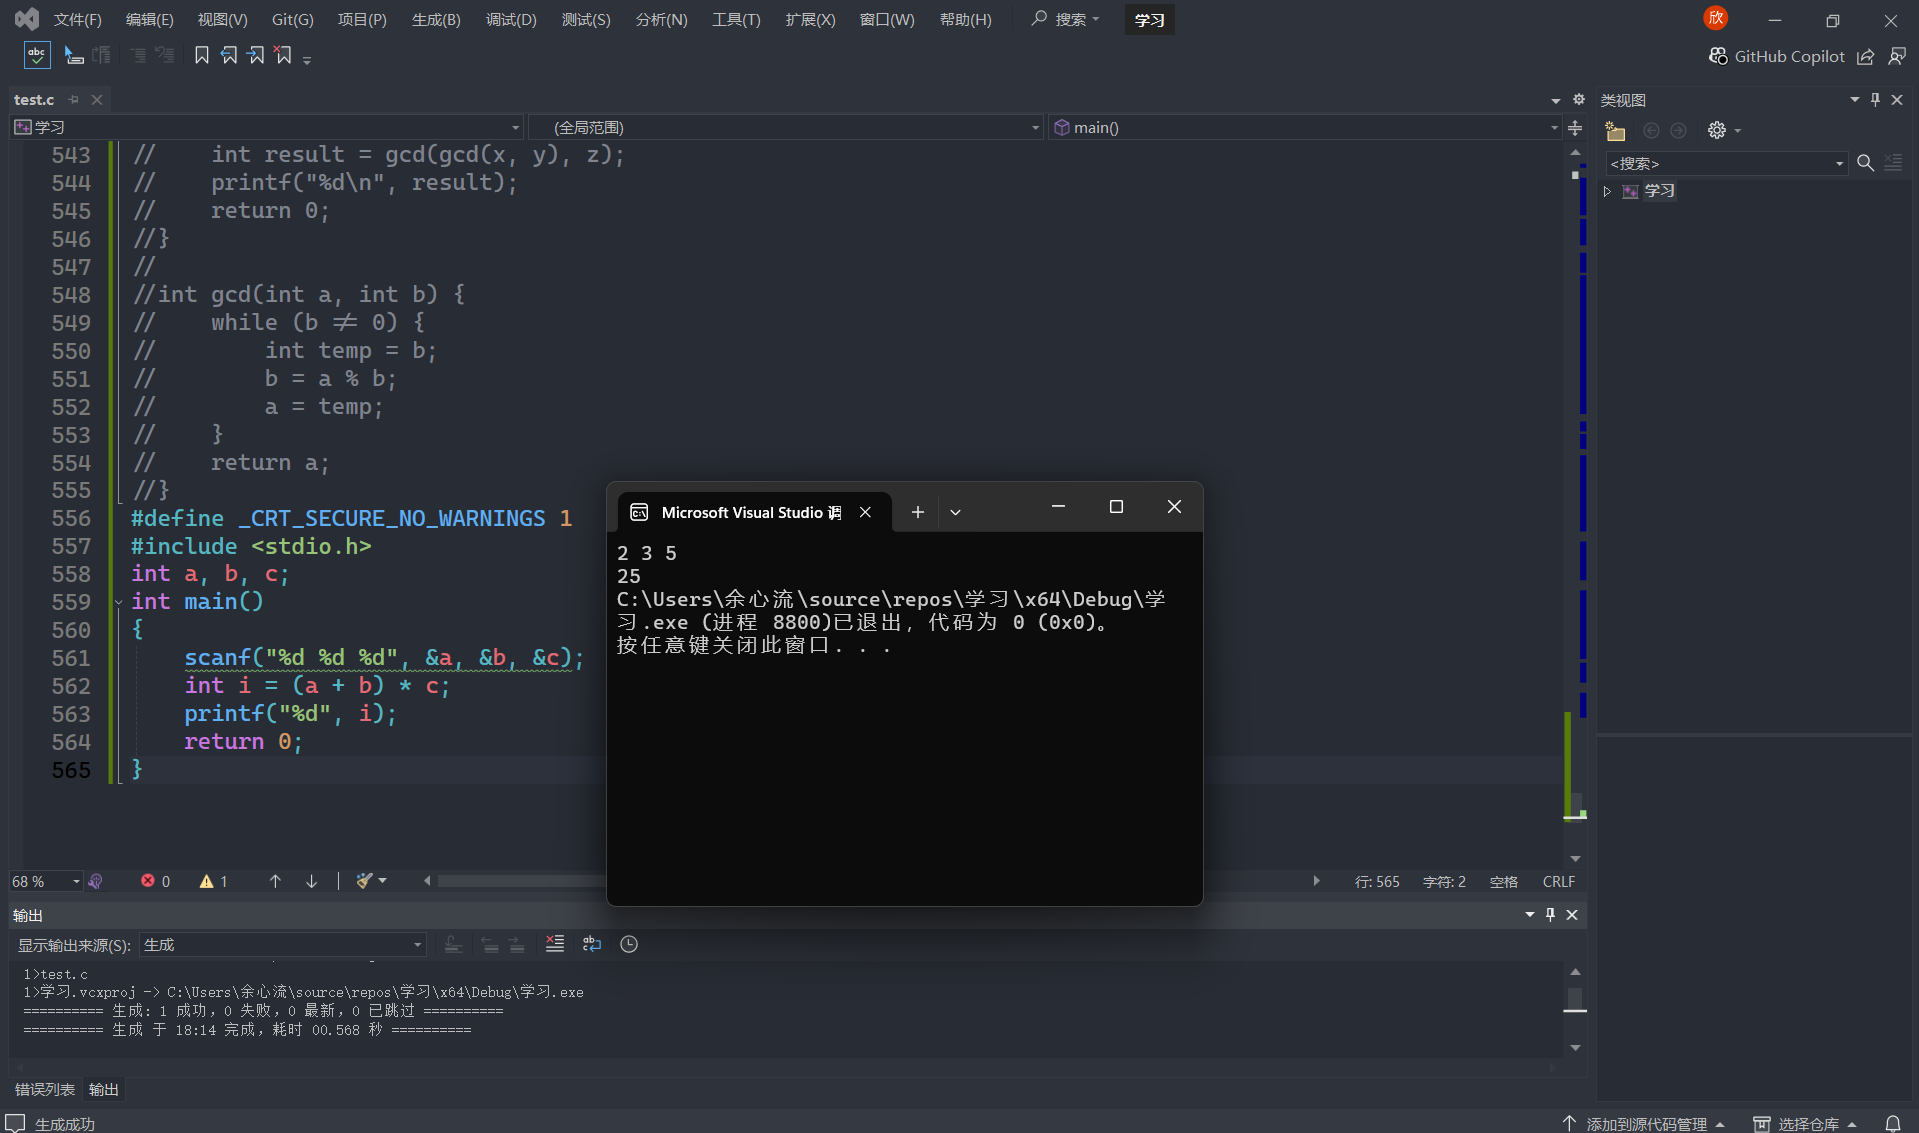 文件(F) 编辑(E) 视图(V) Git(G) 项目(P) 生成(B) 调试(D) 测试(S) 分析(N) 工具(T) 扩展(X) 窗口(W) 帮助(H) 搜索 学习 欣
abc GitHub Copilot
test.c
学习 (全局范围) main()
543 // int result = gcd(gcd(x, y), z);
544 // printf("%d\n", result);
545 // return 0;
546 //}
547 //
548 //int gcd(int a, int b) {
549 // while (b ≠ 0) {
550 // int temp = b;
551 // b = a % b;
552 // a = temp;
553 // }
554 // return a;
555 //}
556 #define _CRT_SECURE_NO_WARNINGS 1
557 #include <stdio.h>
558 int a, b, c;
559 int main()
560 {
561 scanf("%d %d %d", &a, &b, &c);
562 int i = (a + b) * c;
563 printf("%d", i);
564 return 0;
565 }
68 % 0 1 行: 565 字符: 2 空格 CRLF
Microsoft Visual Studio 调
2 3 5
25
C:\Users\余心流\source\repos\学习\x64\Debug\学
习.exe (进程 8800)已退出，代码为 0 (0x0)。
按任意键关闭此窗口. . .
类视图
<搜索>
学习
输出
显示输出来源(S): 生成
1>test.c
1>学习.vcxproj -> C:\Users\余心流\source\repos\学习\x64\Debug\学习.exe
========== 生成: 1 成功，0 失败，0 最新，0 已跳过 ==========
========== 生成 于 18:14 完成，耗时 00.568 秒 ==========
错误列表 输出
生成成功 添加到源代码管理 选择仓库